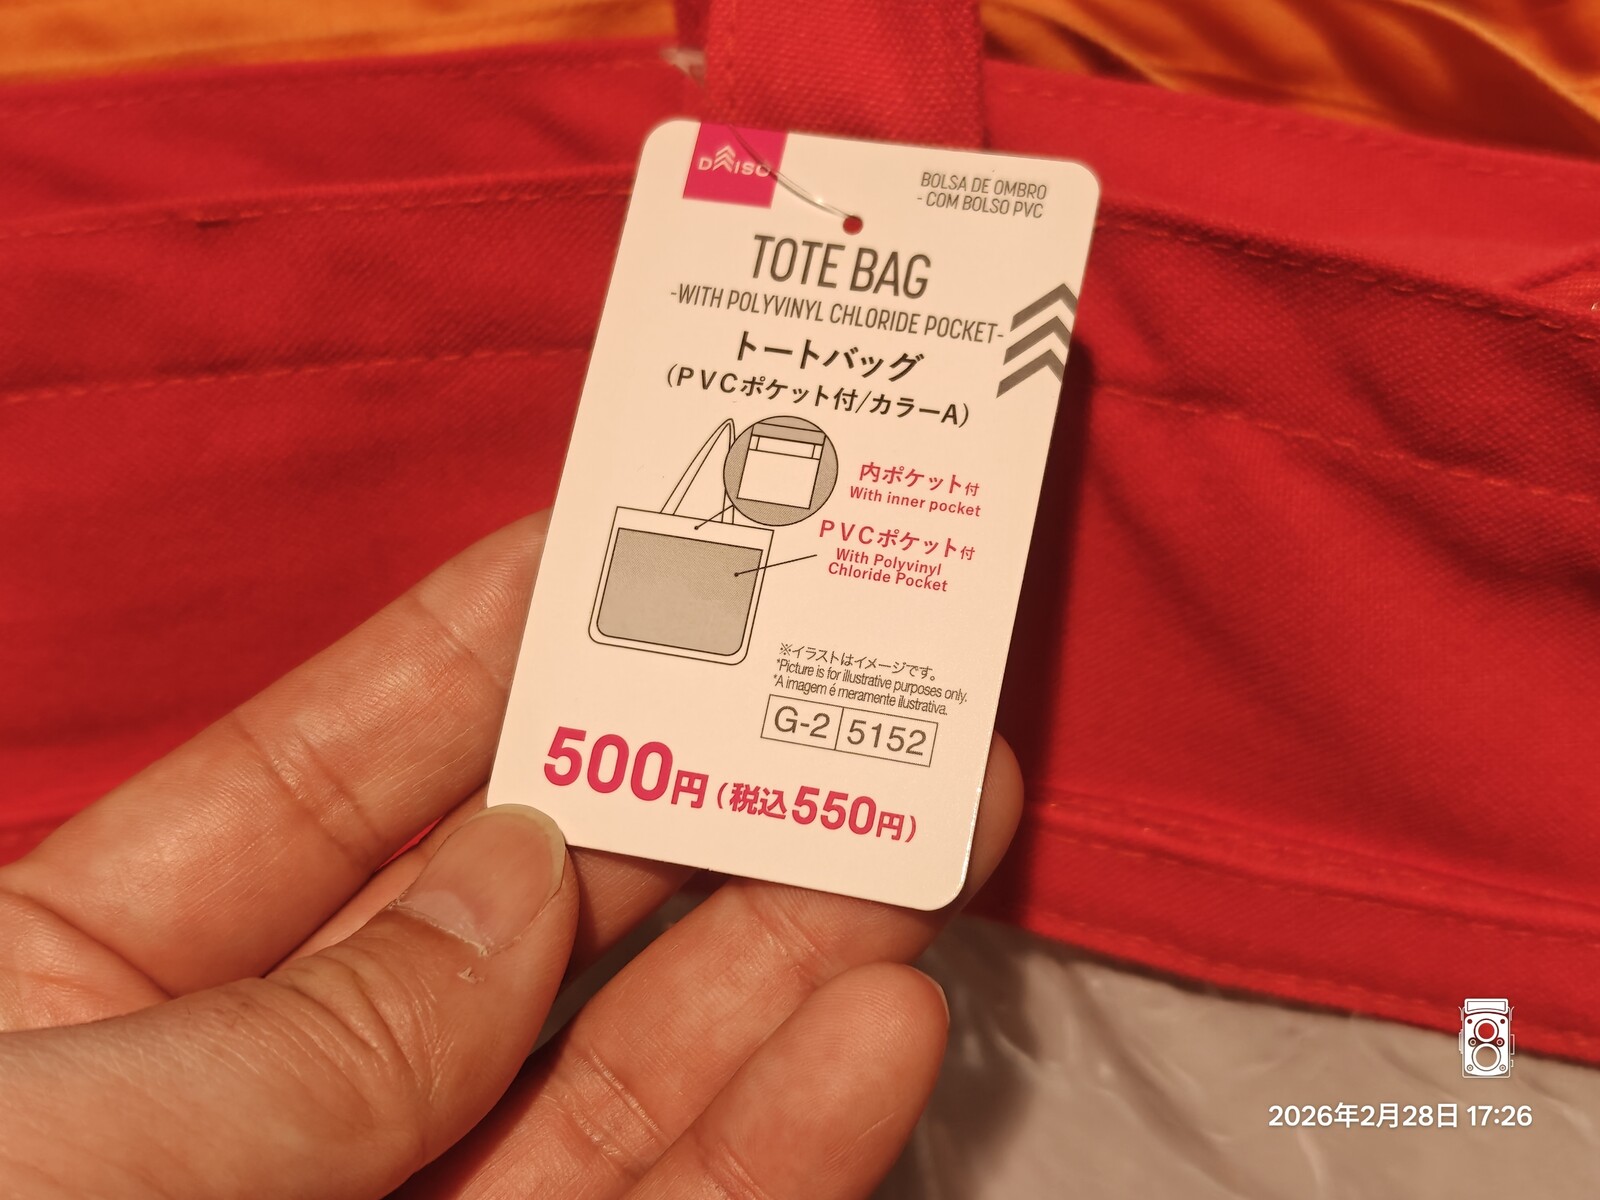 DAISO
BOLSA DE OMBRO
- COM BOLSO PVC
TOTE BAG
-WITH POLYVINYL CHLORIDE POCKET-
トートバッグ
（PVCポケット付/カラーA）
内ポケット付
With inner pocket
PVCポケット付
With Polyvinyl
Chloride Pocket
※イラストはイメージです。
*Picture is for illustrative purposes only.
*A imagem é meramente ilustrativa.
G-2 5152
500円（税込550円）
2026年2月28日 17:26